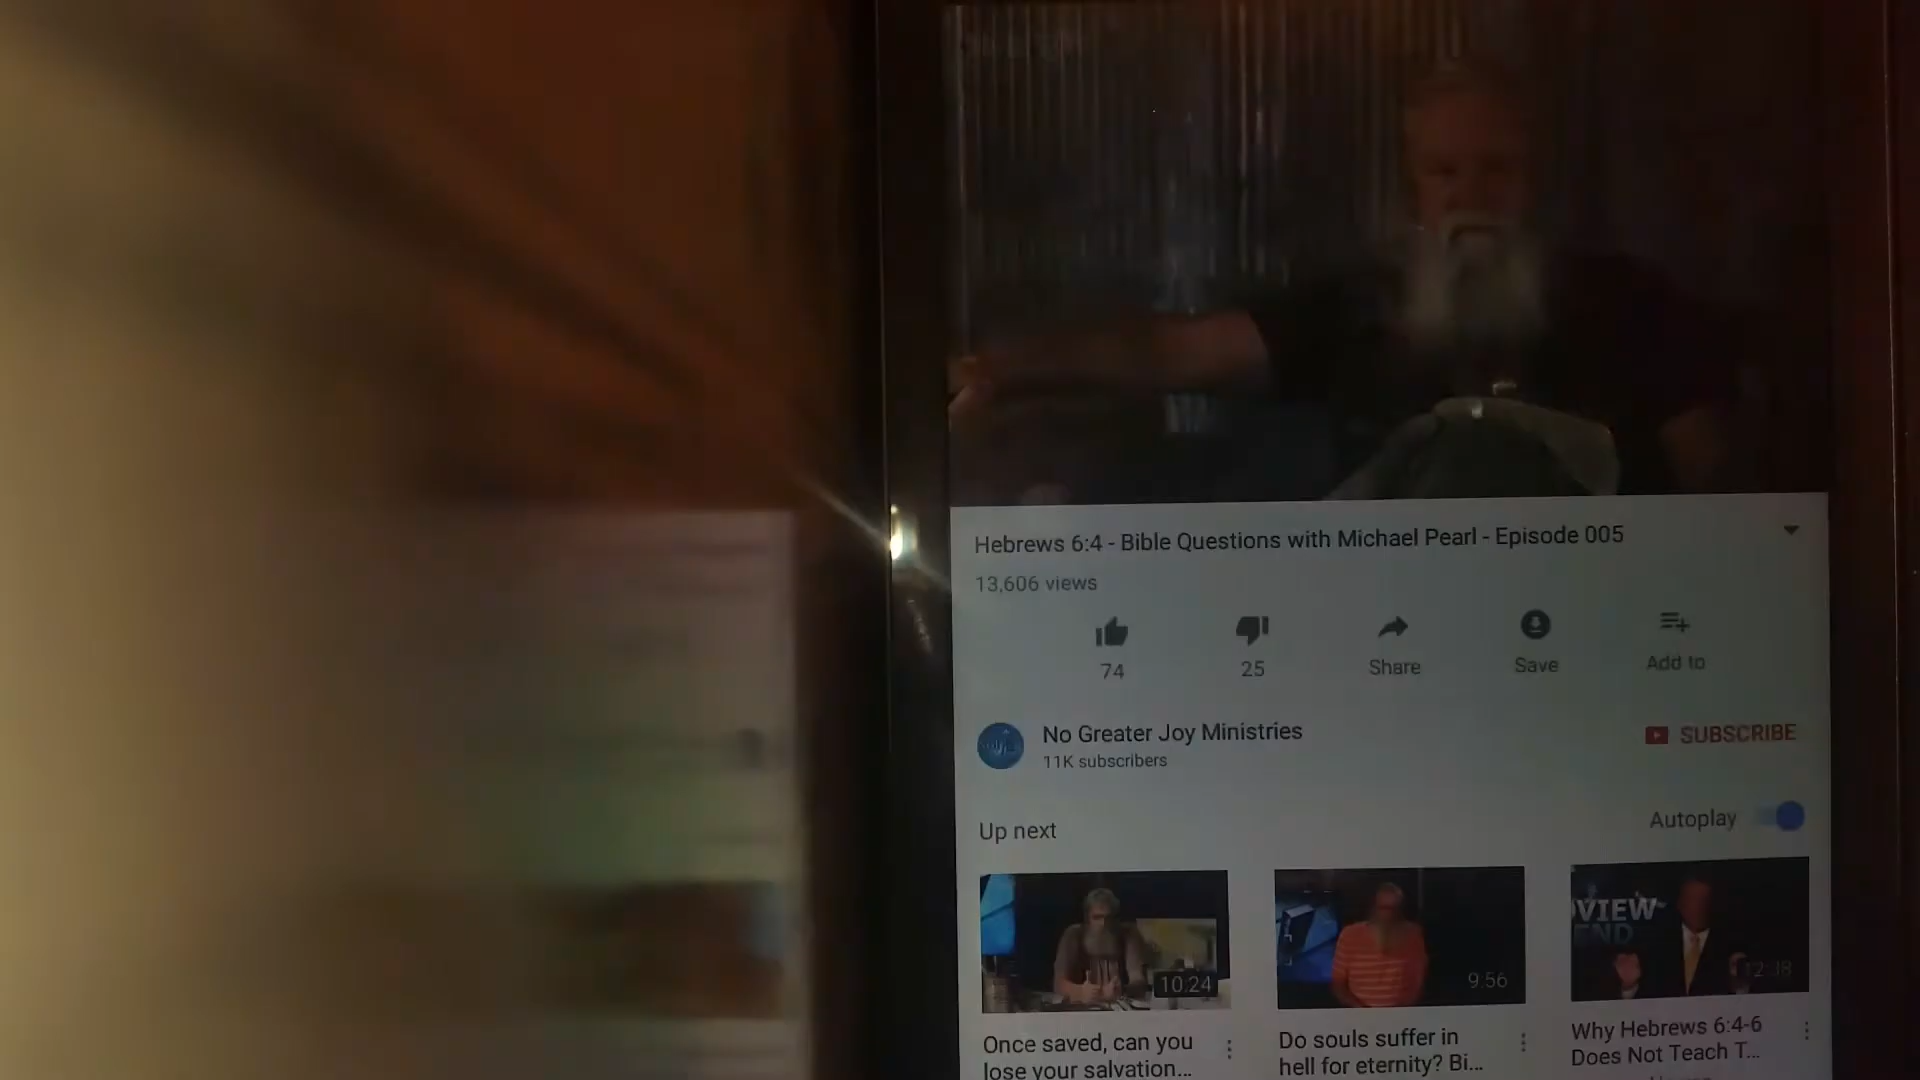 Hebrews 6:4 - Bible Questions with Michael Pearl - Episode 005
13,606 views
74
25
Share
Save
Add to
No Greater Joy Ministries
11K subscribers
SUBSCRIBE
Up next
Autoplay
10:24
9:56
VIEW
END
12:38
Once saved, can you
lose your salvation...
Do souls suffer in
hell for eternity? Bi...
Why Hebrews 6:4-6
Does Not Teach T...